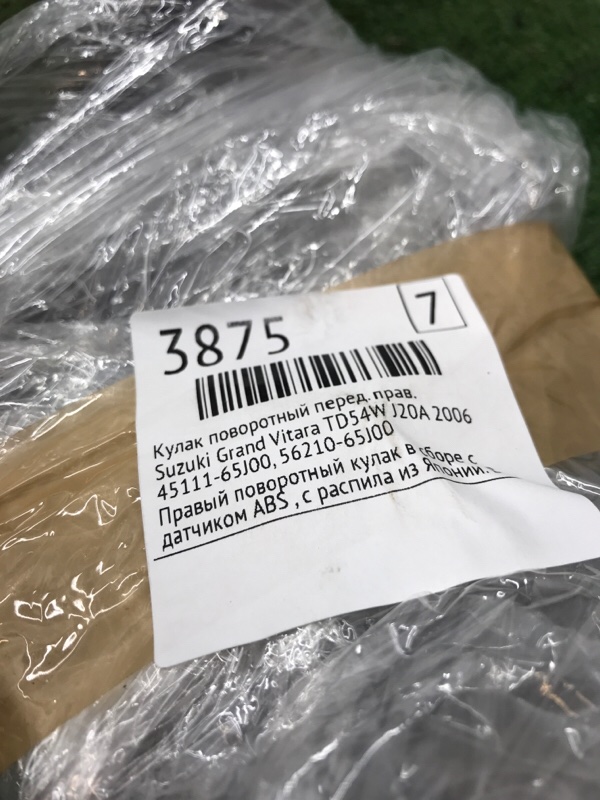 3875
7
Кулак поворотный перед. прав.
Suzuki Grand Vitara TD54W J20A 2006
45111-65J00, 56210-65J00
Правый поворотный кулак в сборе с
датчиком ABS , с распила из Японии.